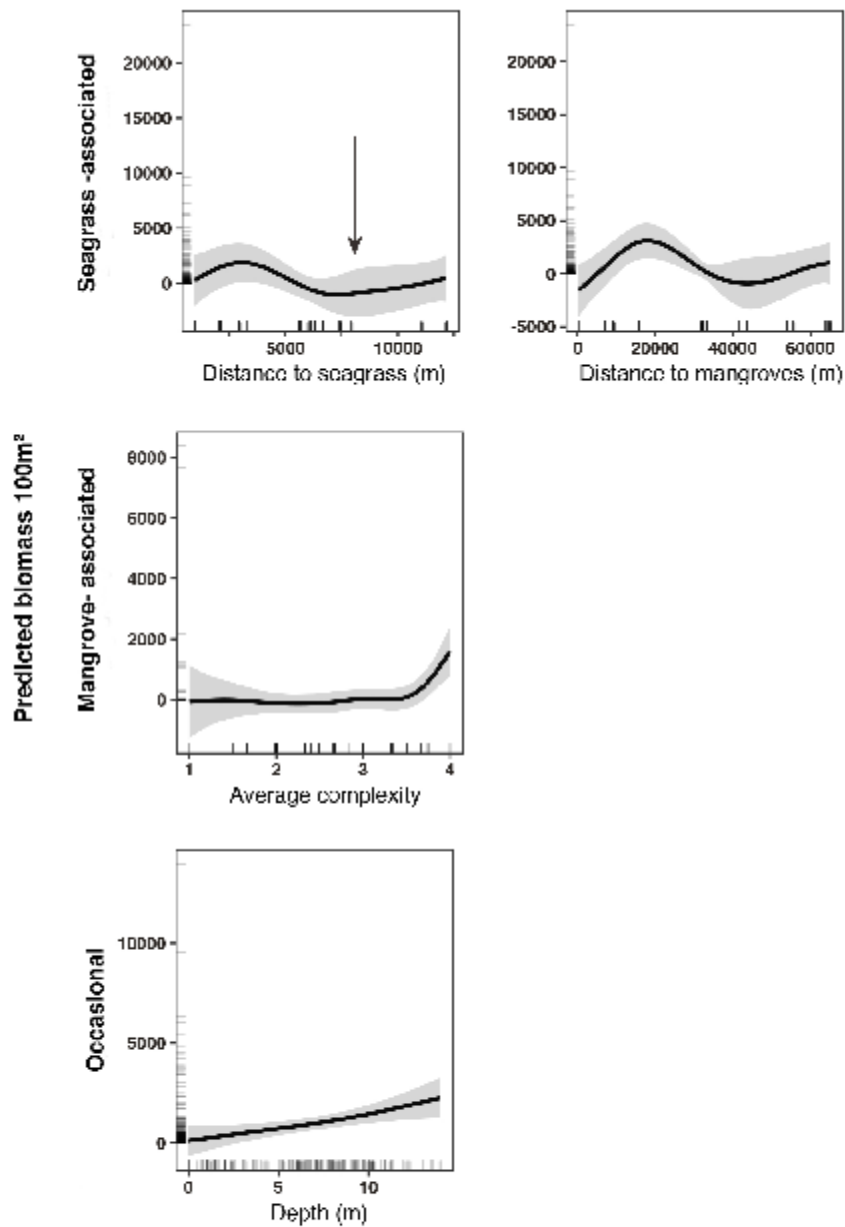 Predicted biomass 100m²
Seagrass -associated
20000
15000
10000
5000
0
5000 10000
Distance to seagrass (m)
20000
15000
10000
5000
0
-5000
0 20000 40000 60000
Distance to mangroves (m)
Mangrove- associated
8000
6000
4000
2000
0
1 2 3 4
Average complexity
Occasional
10000
5000
0
0 5 10
Depth (m)